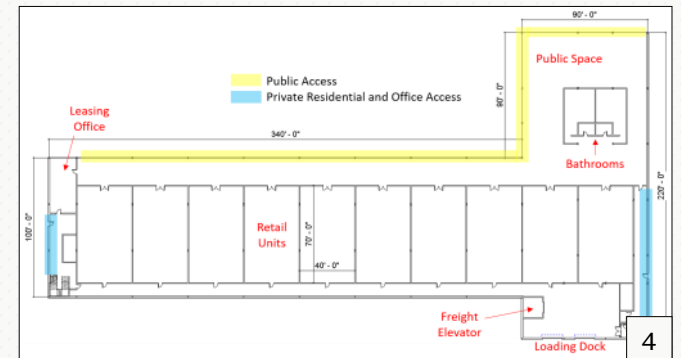 90' - 0"
Public Space
Public Access
Private Residential and Office Access
90' - 0"
Leasing
Office
340' - 0"
Bathrooms
220' - 0"
100' - 0"
Retail
Units
70' - 0"
40' - 0"
Freight
Elevator
Loading Dock
4